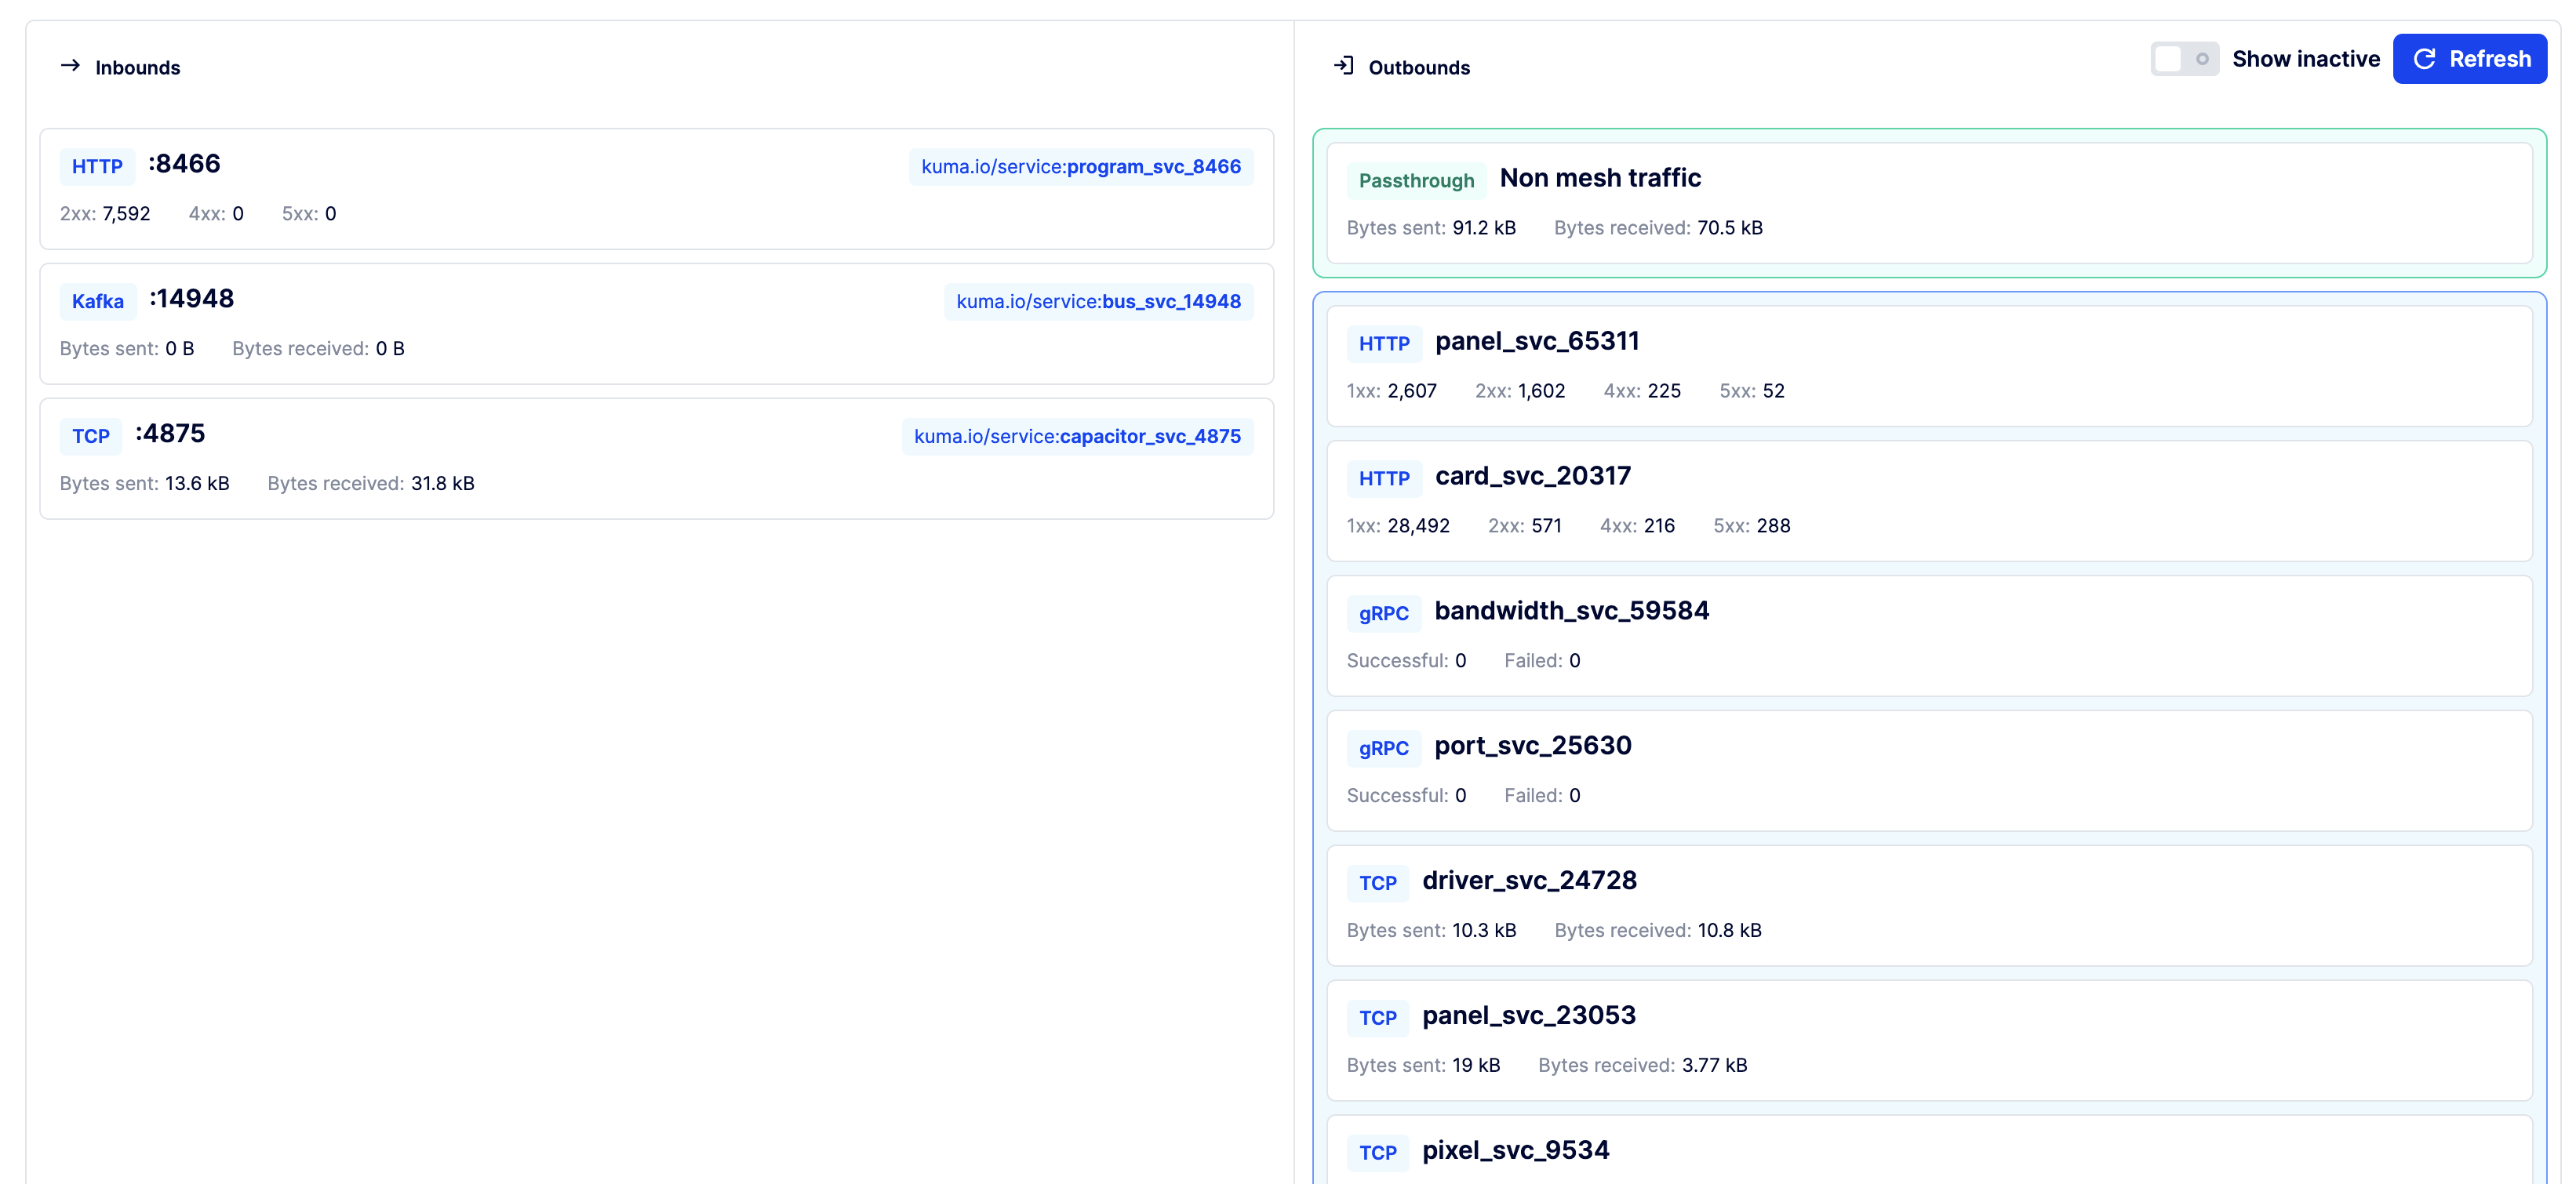 Inbounds
HTTP :8466 kuma.io/service:program_svc_8466
2xx: 7,592 4xx: 0 5xx: 0
Kafka :14948 kuma.io/service:bus_svc_14948
Bytes sent: 0 B Bytes received: 0 B
TCP :4875 kuma.io/service:capacitor_svc_4875
Bytes sent: 13.6 kB Bytes received: 31.8 kB
Outbounds
Show inactive
Refresh
Passthrough Non mesh traffic
Bytes sent: 91.2 kB Bytes received: 70.5 kB
HTTP panel_svc_65311
1xx: 2,607 2xx: 1,602 4xx: 225 5xx: 52
HTTP card_svc_20317
1xx: 28,492 2xx: 571 4xx: 216 5xx: 288
gRPC bandwidth_svc_59584
Successful: 0 Failed: 0
gRPC port_svc_25630
Successful: 0 Failed: 0
TCP driver_svc_24728
Bytes sent: 10.3 kB Bytes received: 10.8 kB
TCP panel_svc_23053
Bytes sent: 19 kB Bytes received: 3.77 kB
TCP pixel_svc_9534